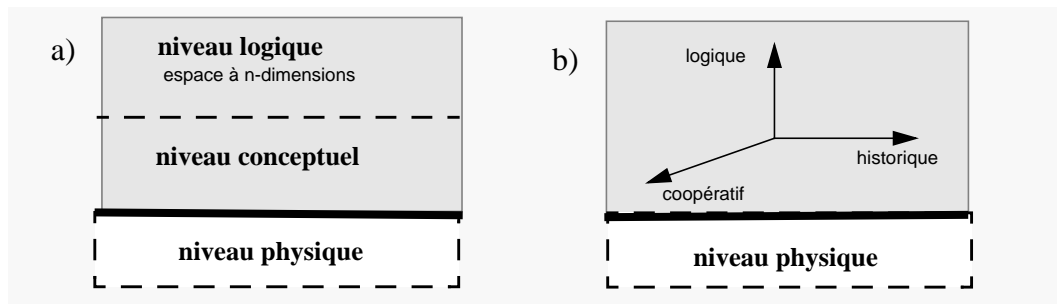 a)
niveau logique
espace à n-dimensions
niveau conceptuel
niveau physique
b)
logique
historique
coopératif
niveau physique